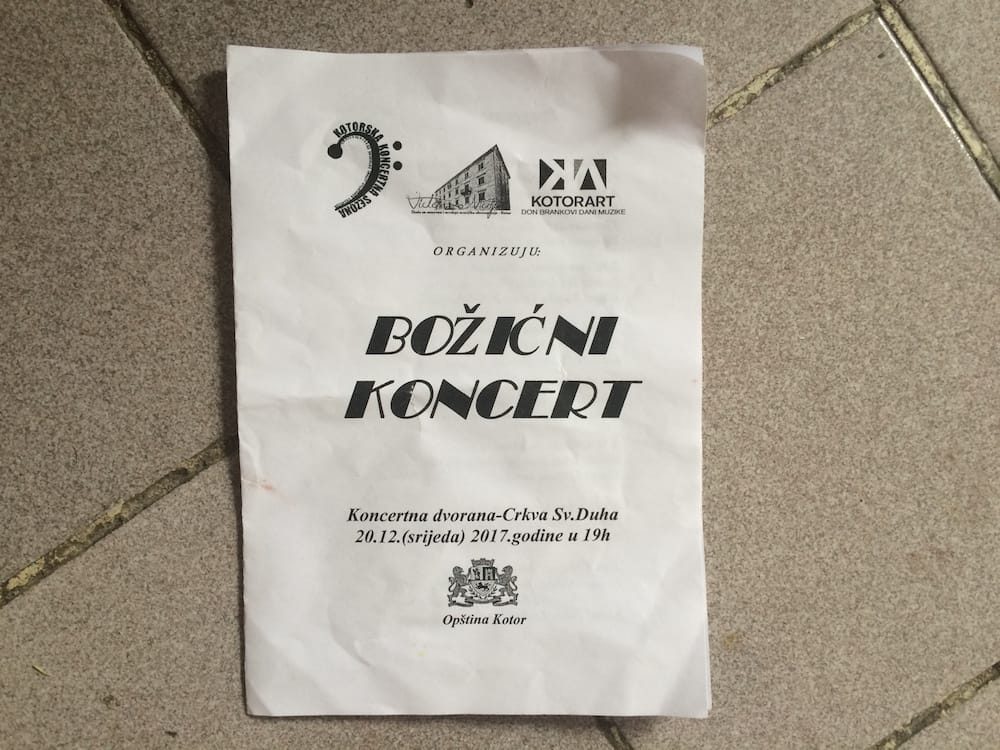 KOTORSKA KONCERTNA SEZONA
KOTORART
DON BRANKOVI DANI MUZIKE
ORGANIZUJU:
BOŽIĆNI
KONCERT
Koncertna dvorana-Crkva Sv.Duha
20.12.(srijeda) 2017.godine u 19h
Opština Kotor